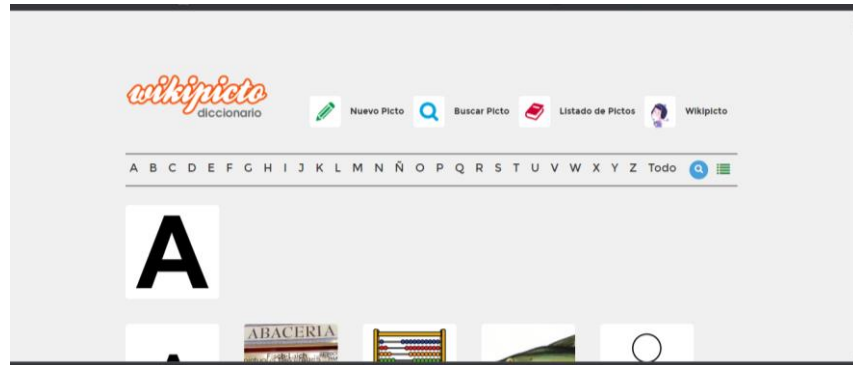 wikipicto
diccionario
Nuevo Picto
Buscar Picto
Listado de Pictos
Wikipicto
A B C D E F G H I J K L M N Ñ O P Q R S T U V W X Y Z Todo
A
ABACERIA